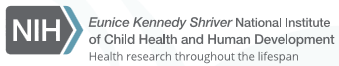 NIH
Eunice Kennedy Shriver National Institute
of Child Health and Human Development
Health research throughout the lifespan